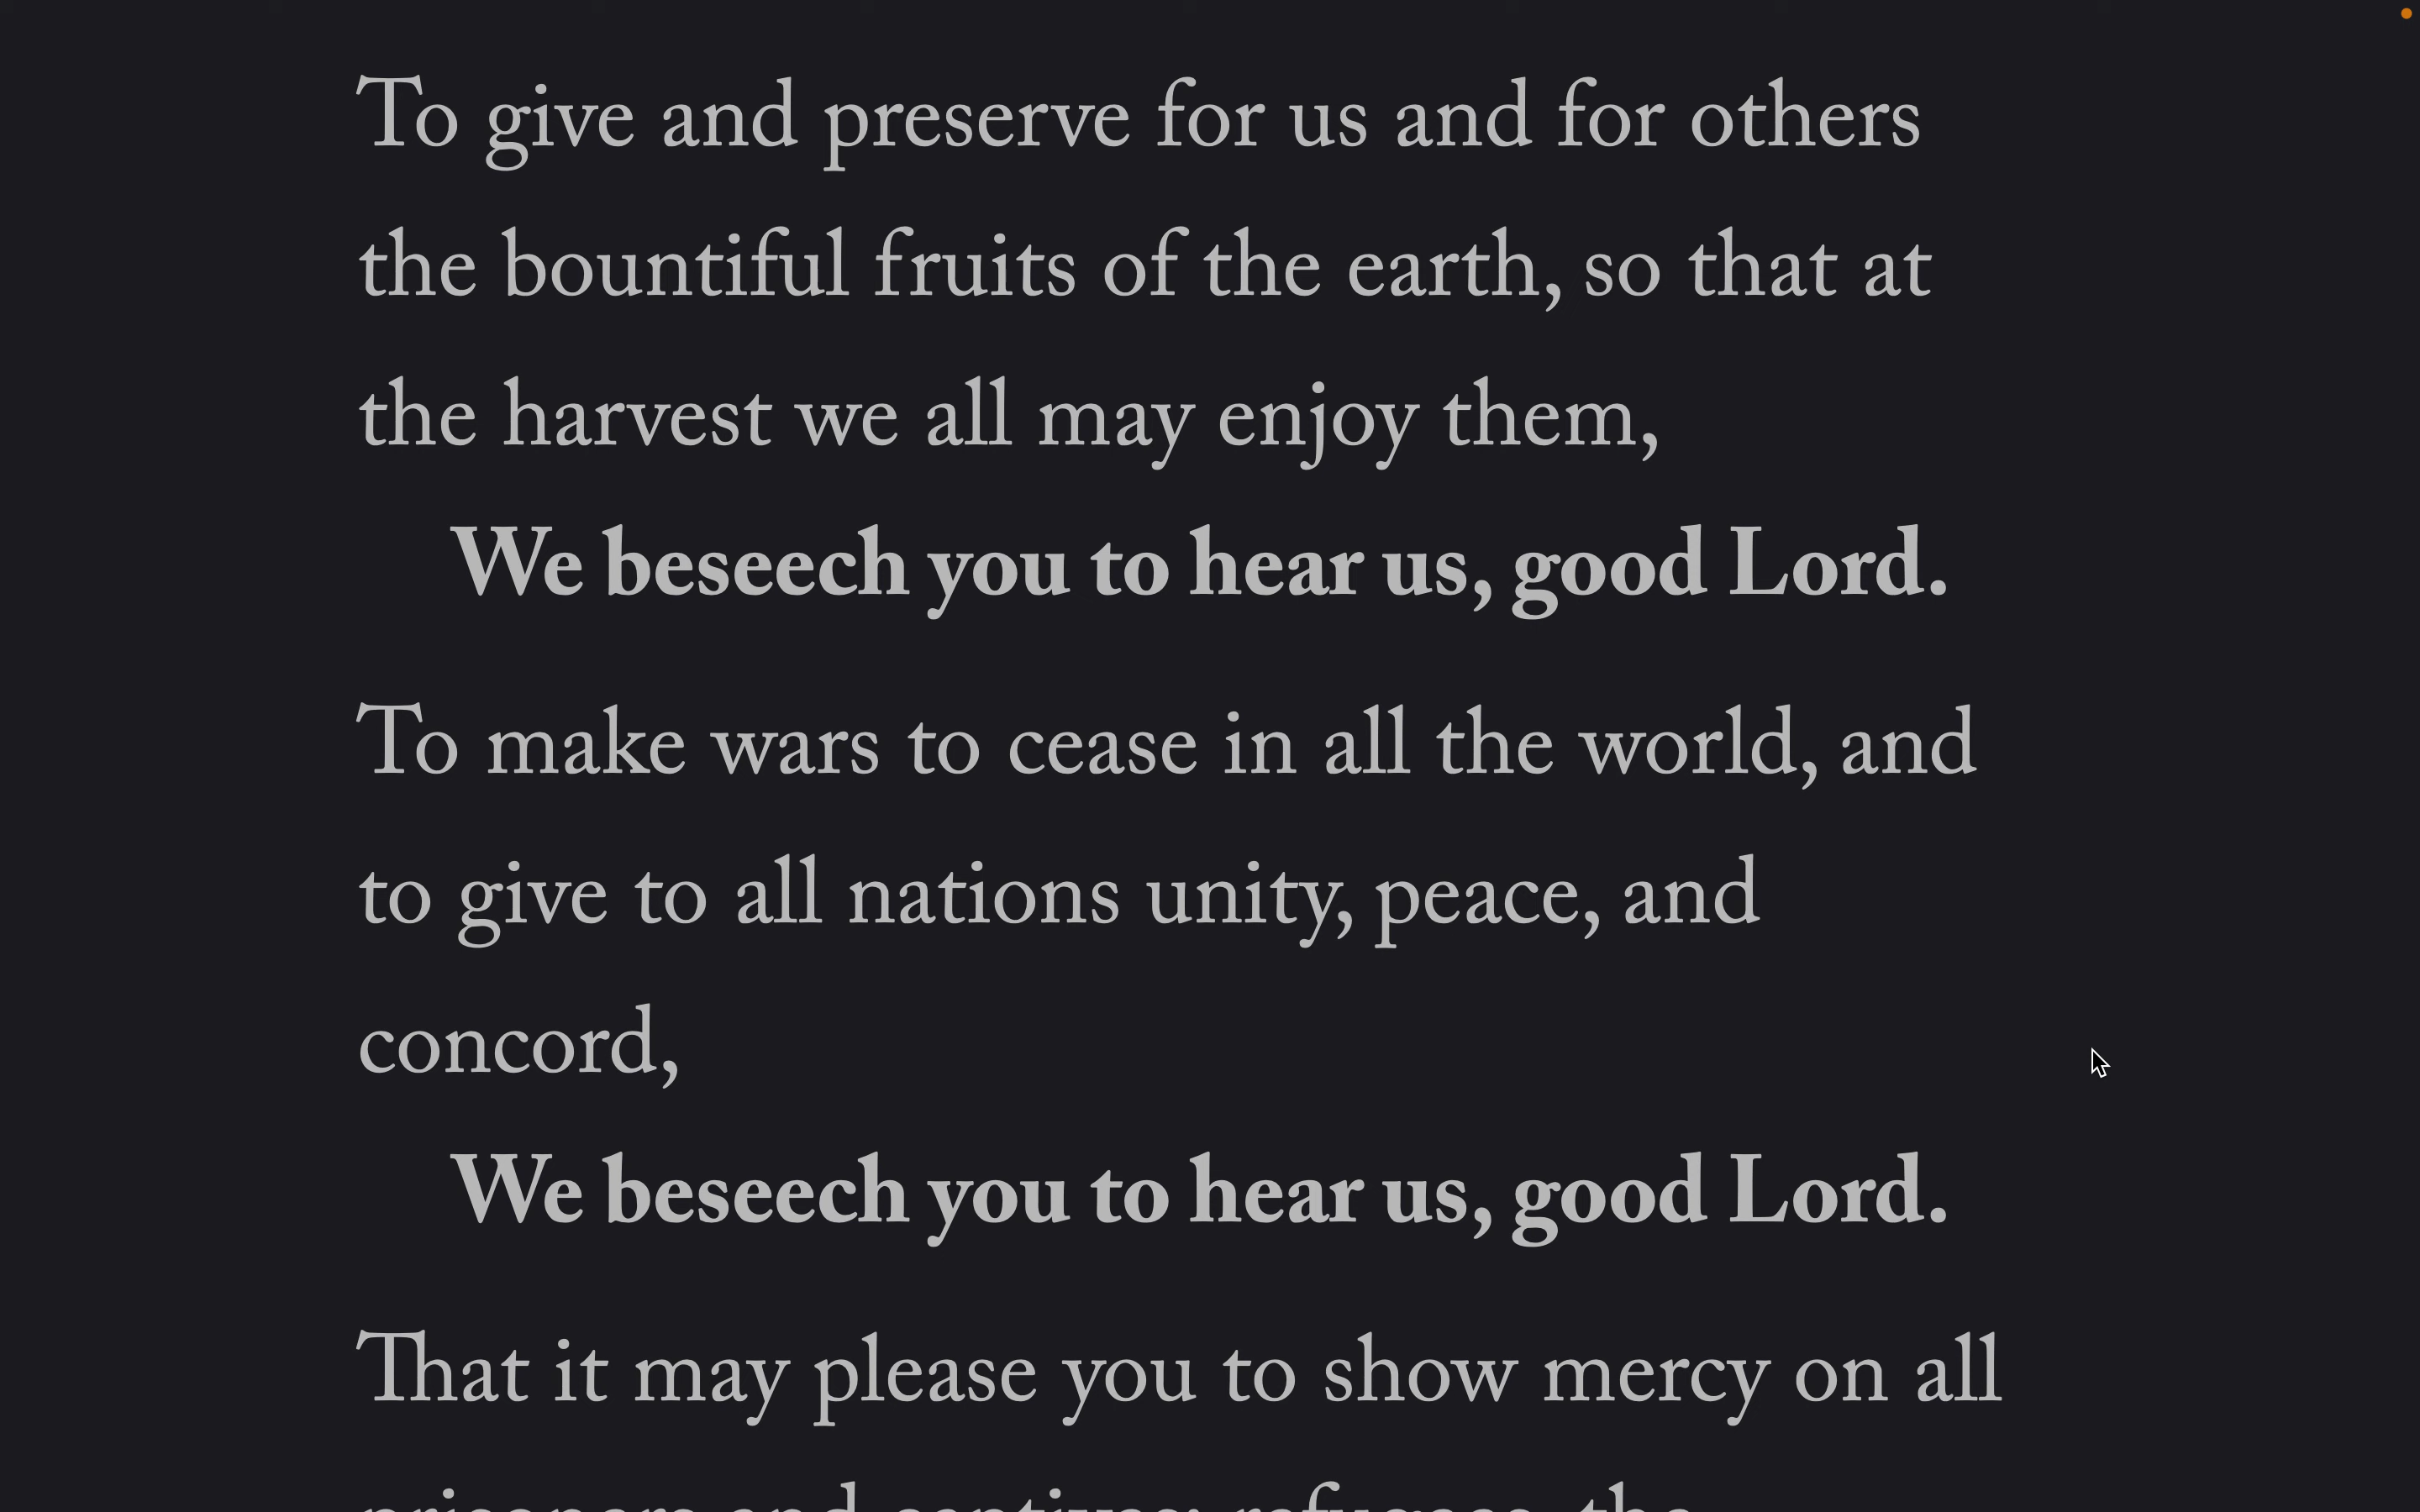 To give and preserve for us and for others
the bountiful fruits of the earth, so that at
the harvest we all may enjoy them,
We beseech you to hear us, good Lord.
To make wars to cease in all the world, and
to give to all nations unity, peace, and
concord,
We beseech you to hear us, good Lord.
That it may please you to show mercy on all